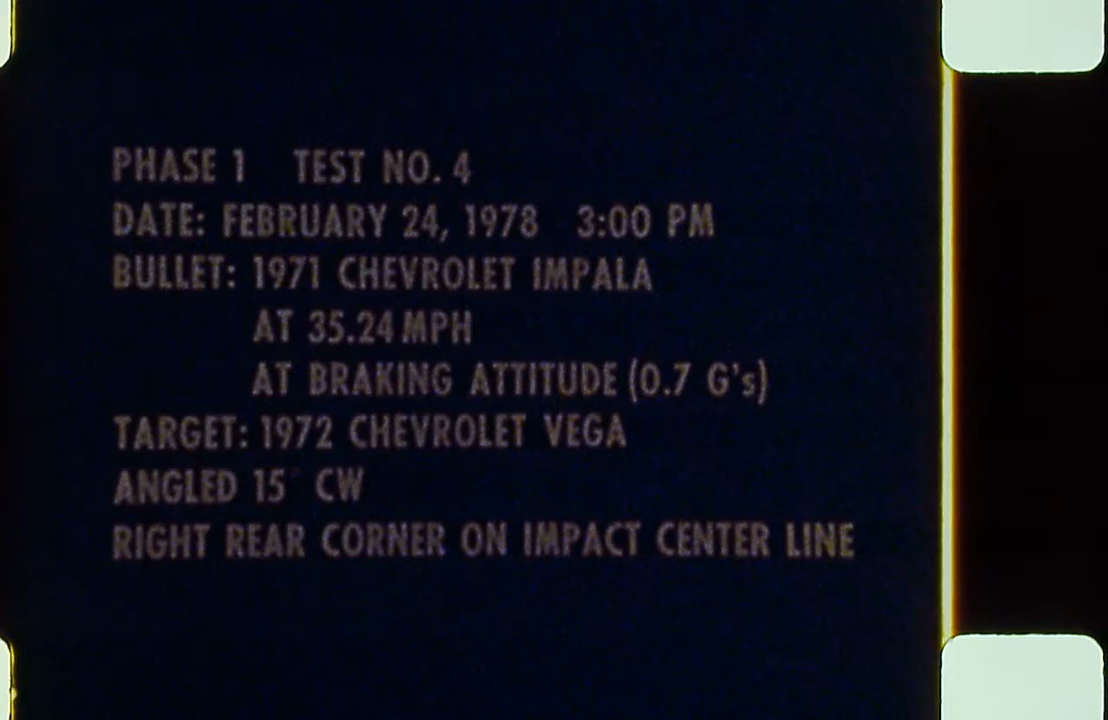 PHASE 1 TEST NO. 4
DATE: FEBRUARY 24, 1978 3:00 PM
BULLET: 1971 CHEVROLET IMPALA
AT 35.24 MPH
AT BRAKING ATTITUDE (0.7 G's)
TARGET: 1972 CHEVROLET VEGA
ANGLED 15° CW
RIGHT REAR CORNER ON IMPACT CENTER LINE